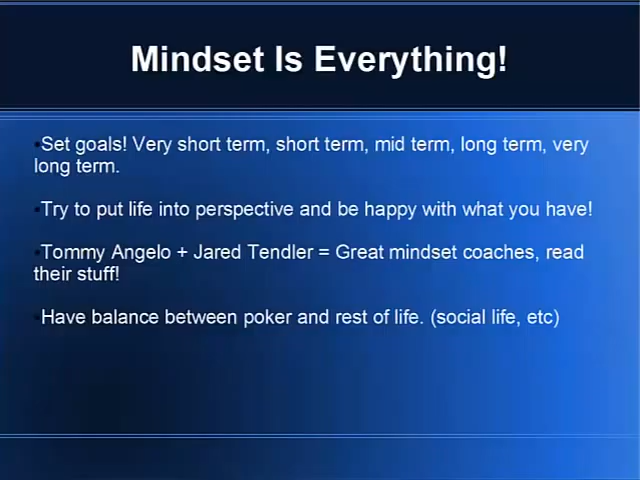 Mindset Is Everything!
•Set goals! Very short term, short term, mid term, long term, very
long term.
•Try to put life into perspective and be happy with what you have!
•Tommy Angelo + Jared Tendler = Great mindset coaches, read
their stuff!
•Have balance between poker and rest of life. (social life, etc)